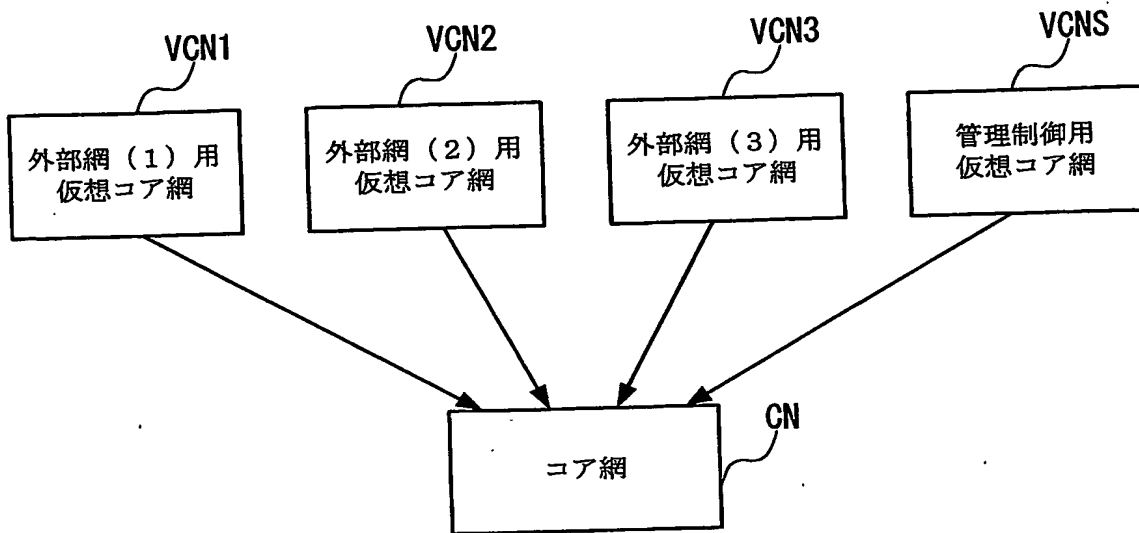 VCN1
VCN2
VCN3
VCNS
外部網（1）用
仮想コア網
外部網（2）用
仮想コア網
外部網（3）用
仮想コア網
管理制御用
仮想コア網
CN
コア網